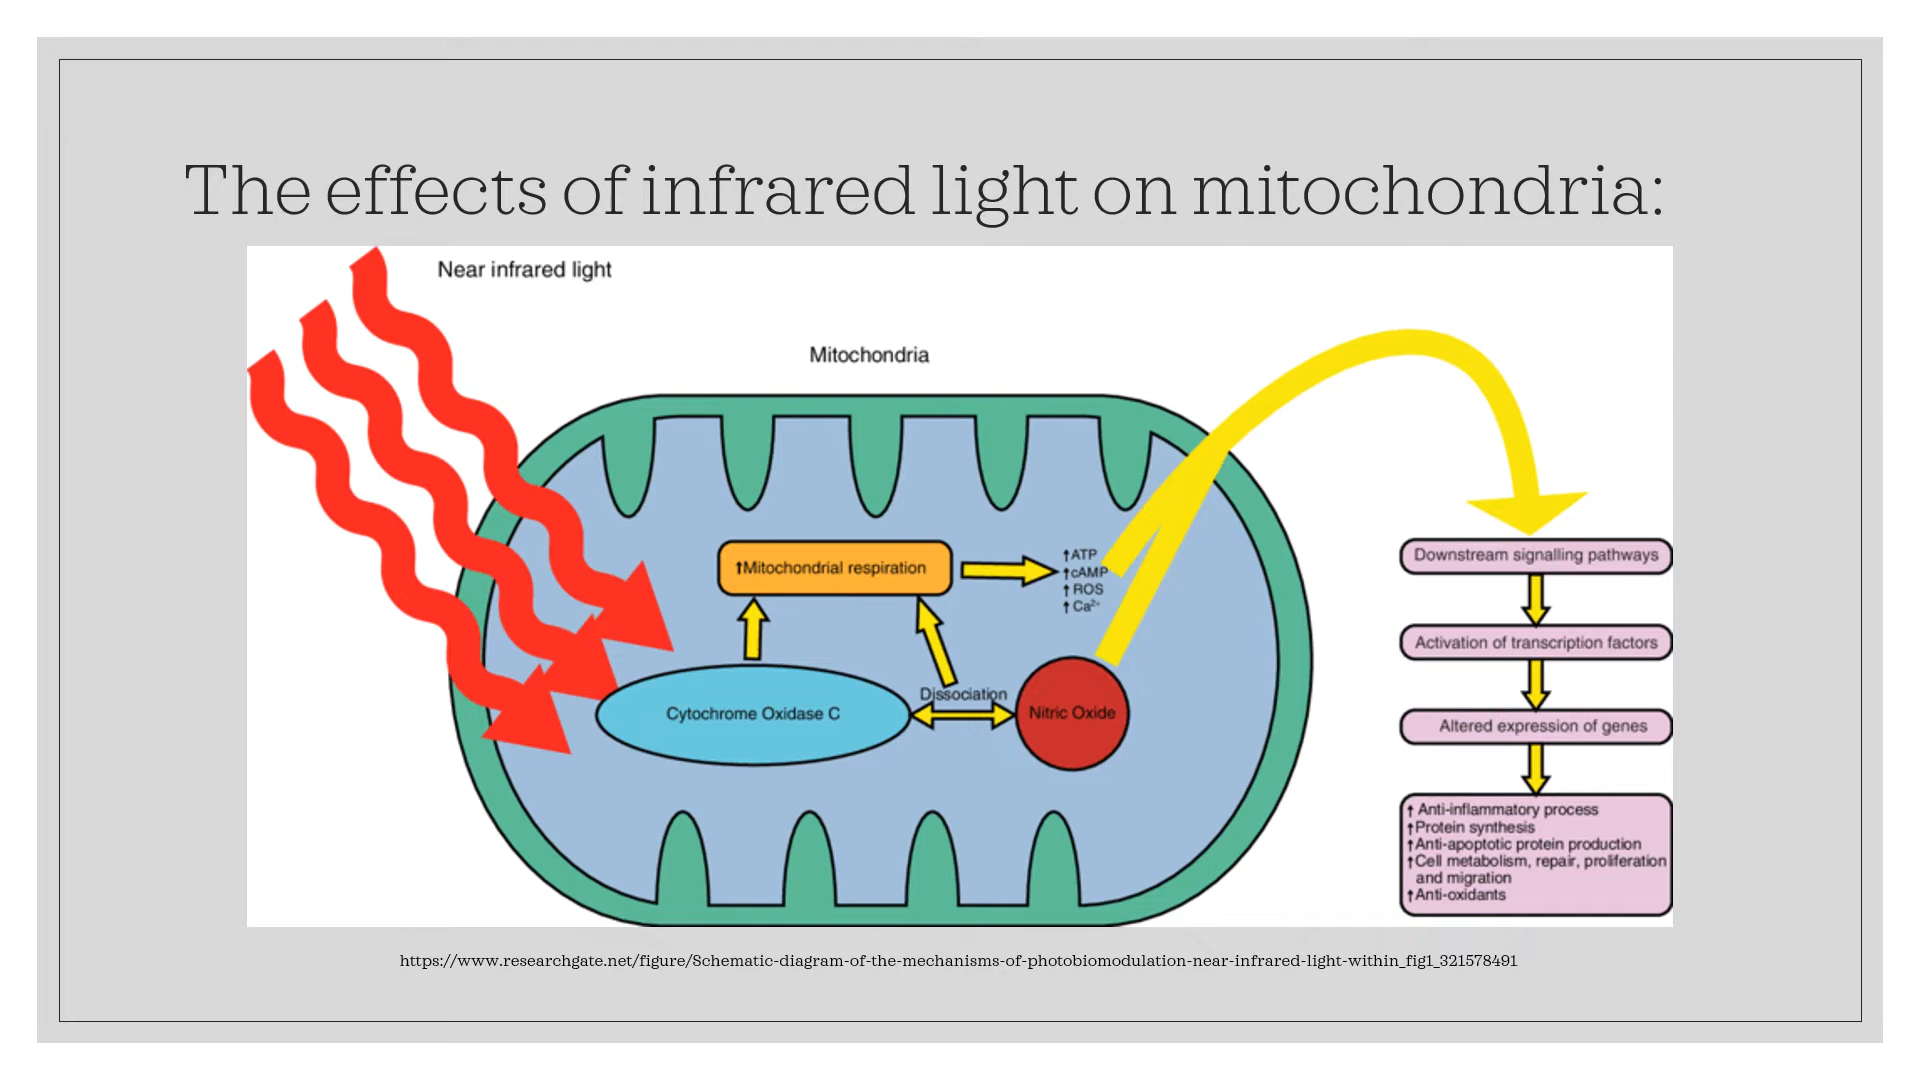 The effects of infrared light on mitochondria:
Near infrared light
Mitochondria
↑Mitochondrial respiration
↑ATP
↑cAMP
↑ROS
↑Ca²⁺
Cytochrome Oxidase C
Dissociation
Nitric Oxide
Downstream signalling pathways
Activation of transcription factors
Altered expression of genes
↑ Anti-inflammatory process
↑Protein synthesis
↑Anti-apoptotic protein production
↑Cell metabolism, repair, proliferation
and migration
↑Anti-oxidants
https://www.researchgate.net/figure/Schematic-diagram-of-the-mechanisms-of-photobiomodulation-near-infrared-light-within_fig1_321578491